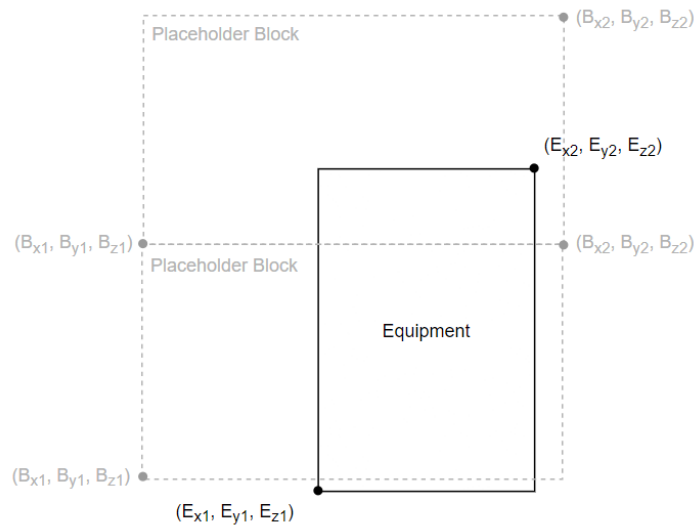 (Bx2, By2, Bz2)
Placeholder Block
(Ex2, Ey2, Ez2)
(Bx1, By1, Bz1)
(Bx2, By2, Bz2)
Placeholder Block
Equipment
(Bx1, By1, Bz1)
(Ex1, Ey1, Ez1)